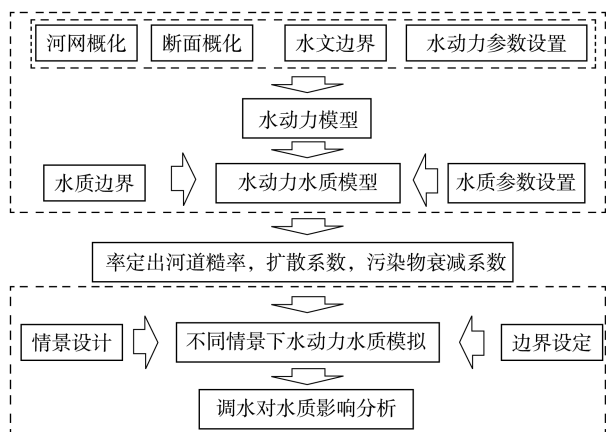 河网概化
断面概化
水文边界
水动力参数设置
水动力模型
水质边界
水动力水质模型
水质参数设置
率定出河道糙率，扩散系数，污染物衰减系数
情景设计
不同情景下水动力水质模拟
边界设定
调水对水质影响分析